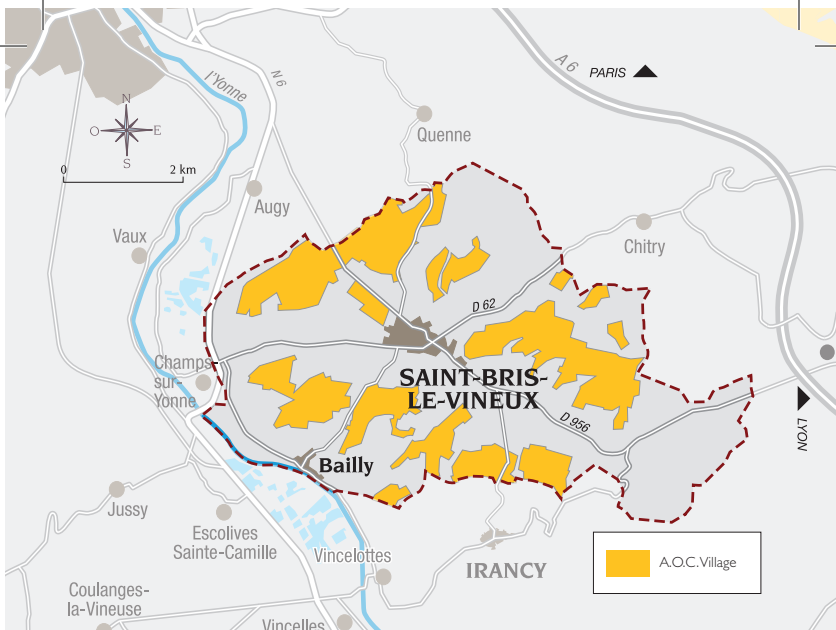 l'Yonne
N 6
A 6
PARIS
N
O
E
S
0
2 km
Quenne
Augy
Vaux
Chitry
D 62
Champs-
sur-
Yonne
SAINT-BRIS-
LE-VINEUX
D 956
LYON
Bailly
Jussy
Escolives
Sainte-Camille
Vincelottes
IRANCY
A.O.C.Village
Coulanges-
la-Vineuse
Vincelles